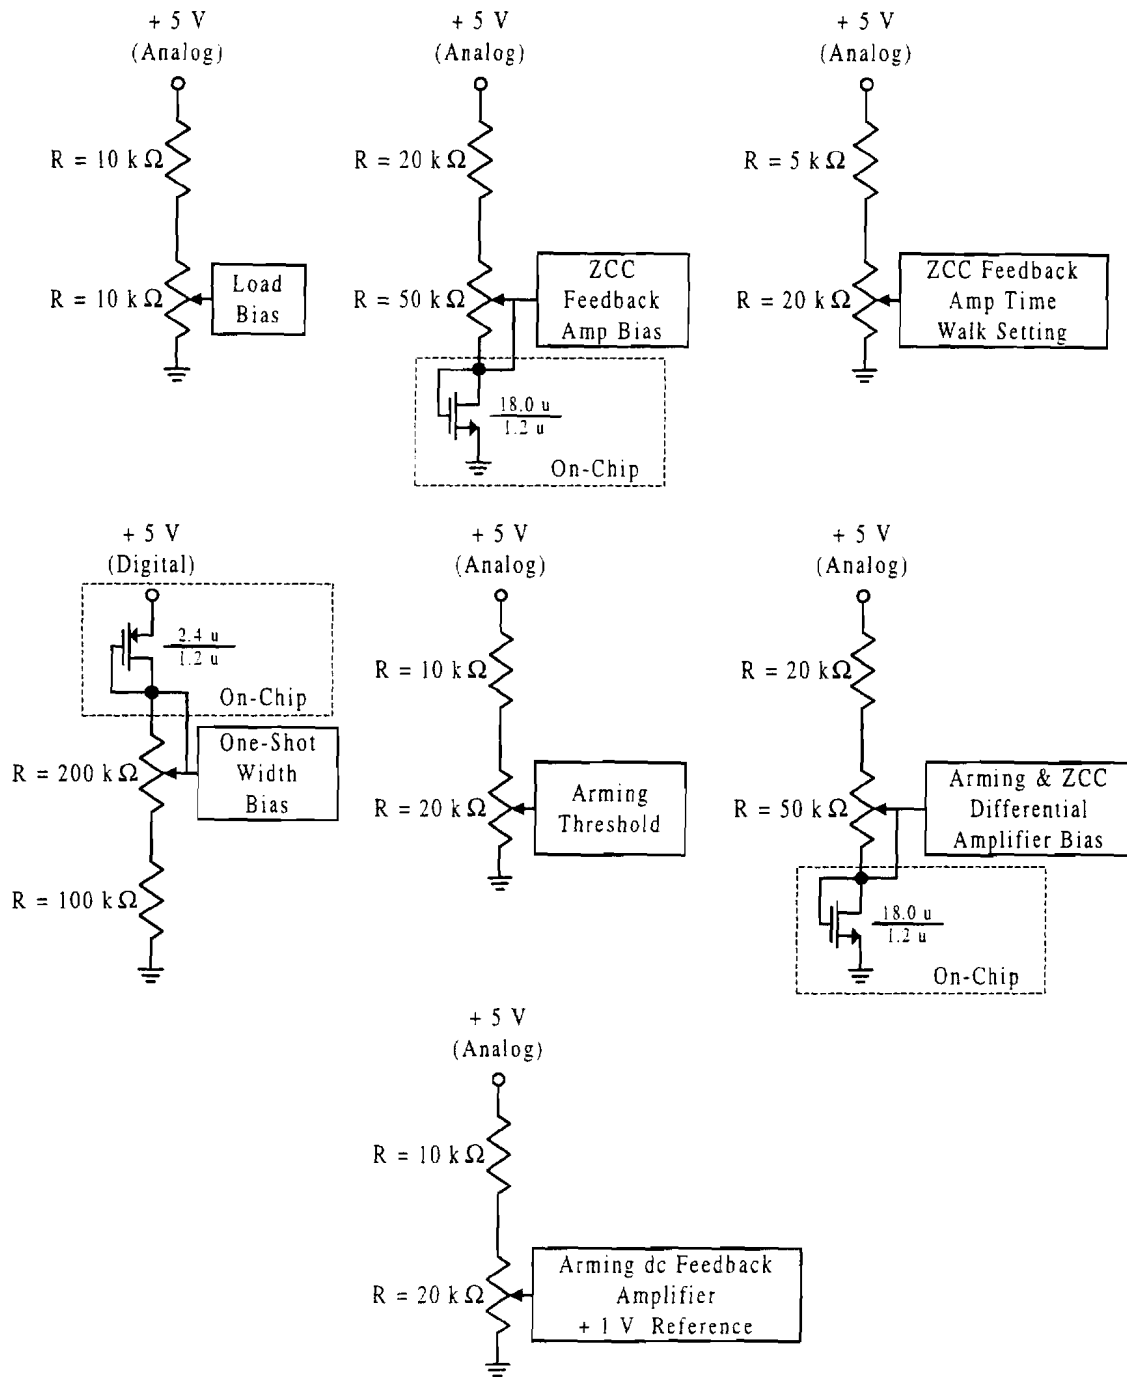 + 5 V
(Analog)
R = 10 k Ω
R = 10 k Ω
Load
Bias
+ 5 V
(Analog)
R = 20 k Ω
R = 50 k Ω
ZCC
Feedback
Amp Bias
18.0 u
1.2 u
On-Chip
+ 5 V
(Analog)
R = 5 k Ω
R = 20 k Ω
ZCC Feedback
Amp Time
Walk Setting
+ 5 V
(Digital)
2.4 u
1.2 u
On-Chip
R = 200 k Ω
One-Shot
Width
Bias
R = 100 k Ω
+ 5 V
(Analog)
R = 10 k Ω
R = 20 k Ω
Arming
Threshold
+ 5 V
(Analog)
R = 20 k Ω
R = 50 k Ω
Arming & ZCC
Differential
Amplifier Bias
18.0 u
1.2 u
On-Chip
+ 5 V
(Analog)
R = 10 k Ω
R = 20 k Ω
Arming dc Feedback
Amplifier
+ 1 V Reference